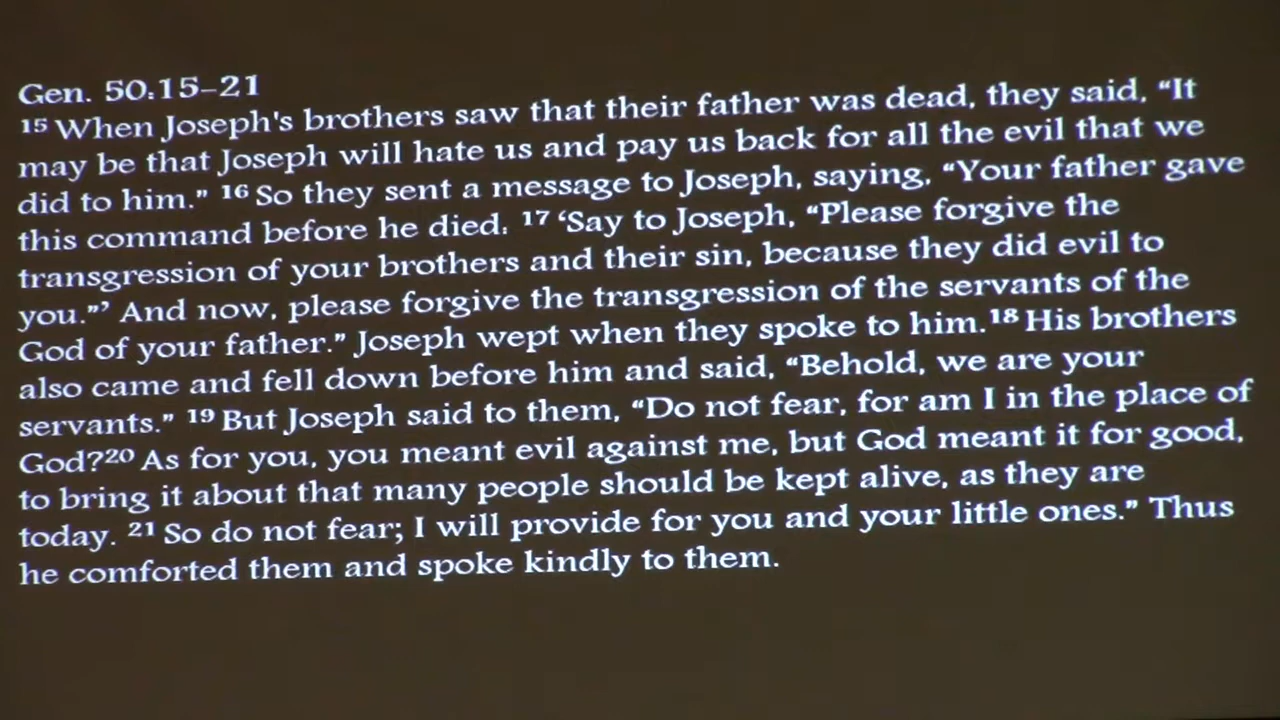 Gen. 50:15–21
15 When Joseph's brothers saw that their father was dead, they said, “It
may be that Joseph will hate us and pay us back for all the evil that we
did to him.” 16 So they sent a message to Joseph, saying, “Your father gave
this command before he died: 17 ‘Say to Joseph, “Please forgive the
transgression of your brothers and their sin, because they did evil to
you.”’ And now, please forgive the transgression of the servants of the
God of your father.” Joseph wept when they spoke to him.18 His brothers
also came and fell down before him and said, “Behold, we are your
servants.” 19 But Joseph said to them, “Do not fear, for am I in the place of
God?20 As for you, you meant evil against me, but God meant it for good,
to bring it about that many people should be kept alive, as they are
today. 21 So do not fear; I will provide for you and your little ones.” Thus
he comforted them and spoke kindly to them.